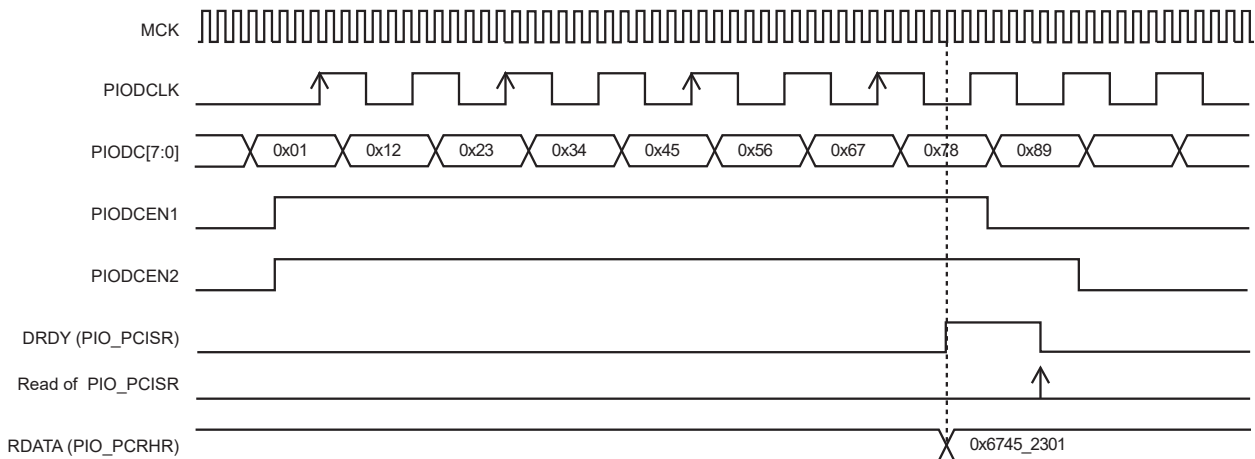 MCK
PIODCLK
PIODC[7:0] 0x01 0x12 0x23 0x34 0x45 0x56 0x67 0x78 0x89
PIODCEN1
PIODCEN2
DRDY (PIO_PCISR)
Read of PIO_PCISR
RDATA (PIO_PCRHR) 0x6745_2301